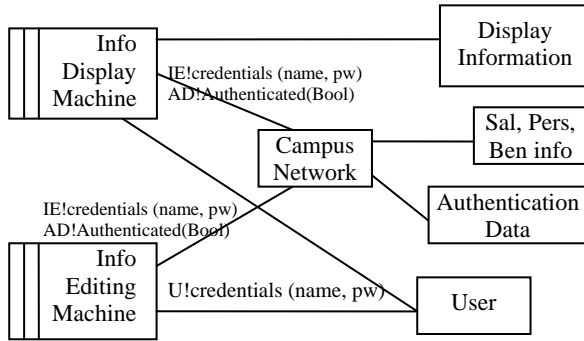 Info
Display
Machine
Display
Information
IE!credentials (name, pw)
AD!Authenticated(Bool)
Campus
Network
Sal, Pers,
Ben info
IE!credentials (name, pw)
AD!Authenticated(Bool)
Authentication
Data
Info
Editing
Machine
U!credentials (name, pw)
User